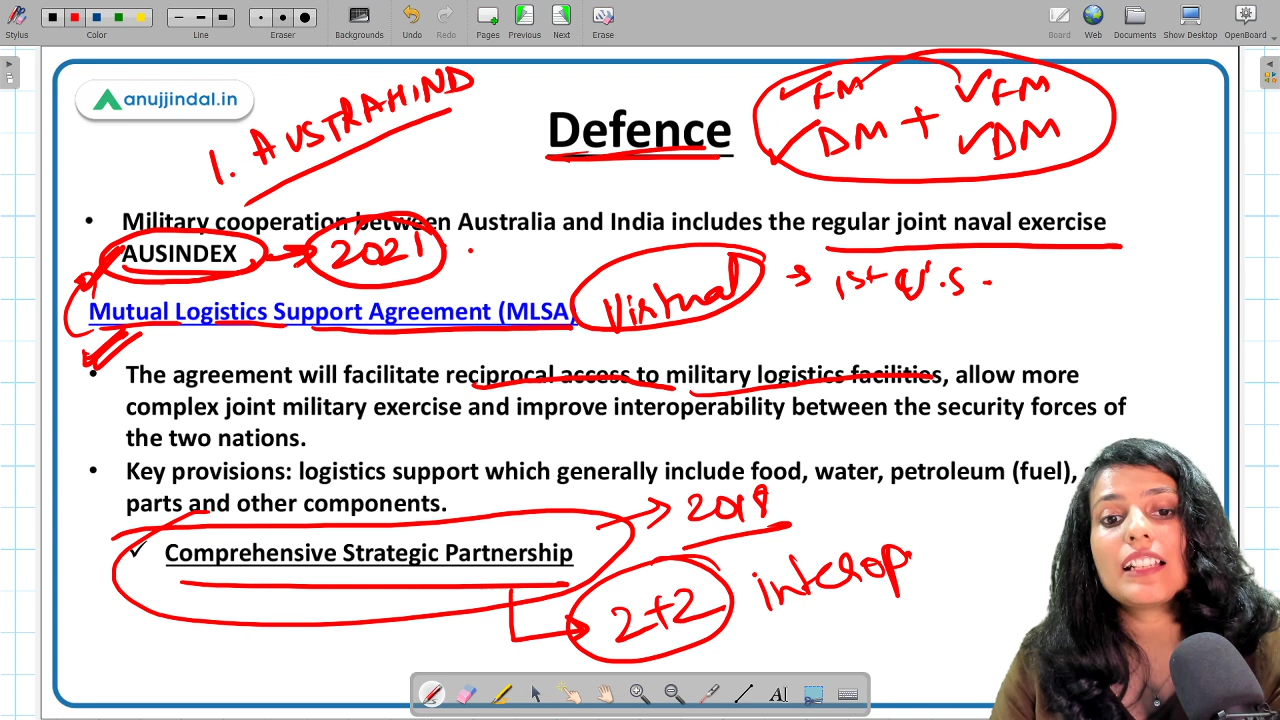 Stylus
Color
Line
Eraser
Backgrounds
Undo
Redo
Pages
Previous
Next
Erase
Board
Web
Documents
Show Desktop
OpenBoard
anujjindal.in
1. AUSTRAHIND
Defence
FM FM
DM + DM
• Military cooperation between Australia and India includes the regular joint naval exercise
AUSINDEX 2021
Mutual Logistics Support Agreement (MLSA)
Virtual → 1st
• The agreement will facilitate reciprocal access to military logistics facilities, allow more
complex joint military exercise and improve interoperability between the security forces of
the two nations.
• Key provisions: logistics support which generally include food, water, petroleum (fuel),
parts and other components.
✓ Comprehensive Strategic Partnership
2+2
interop